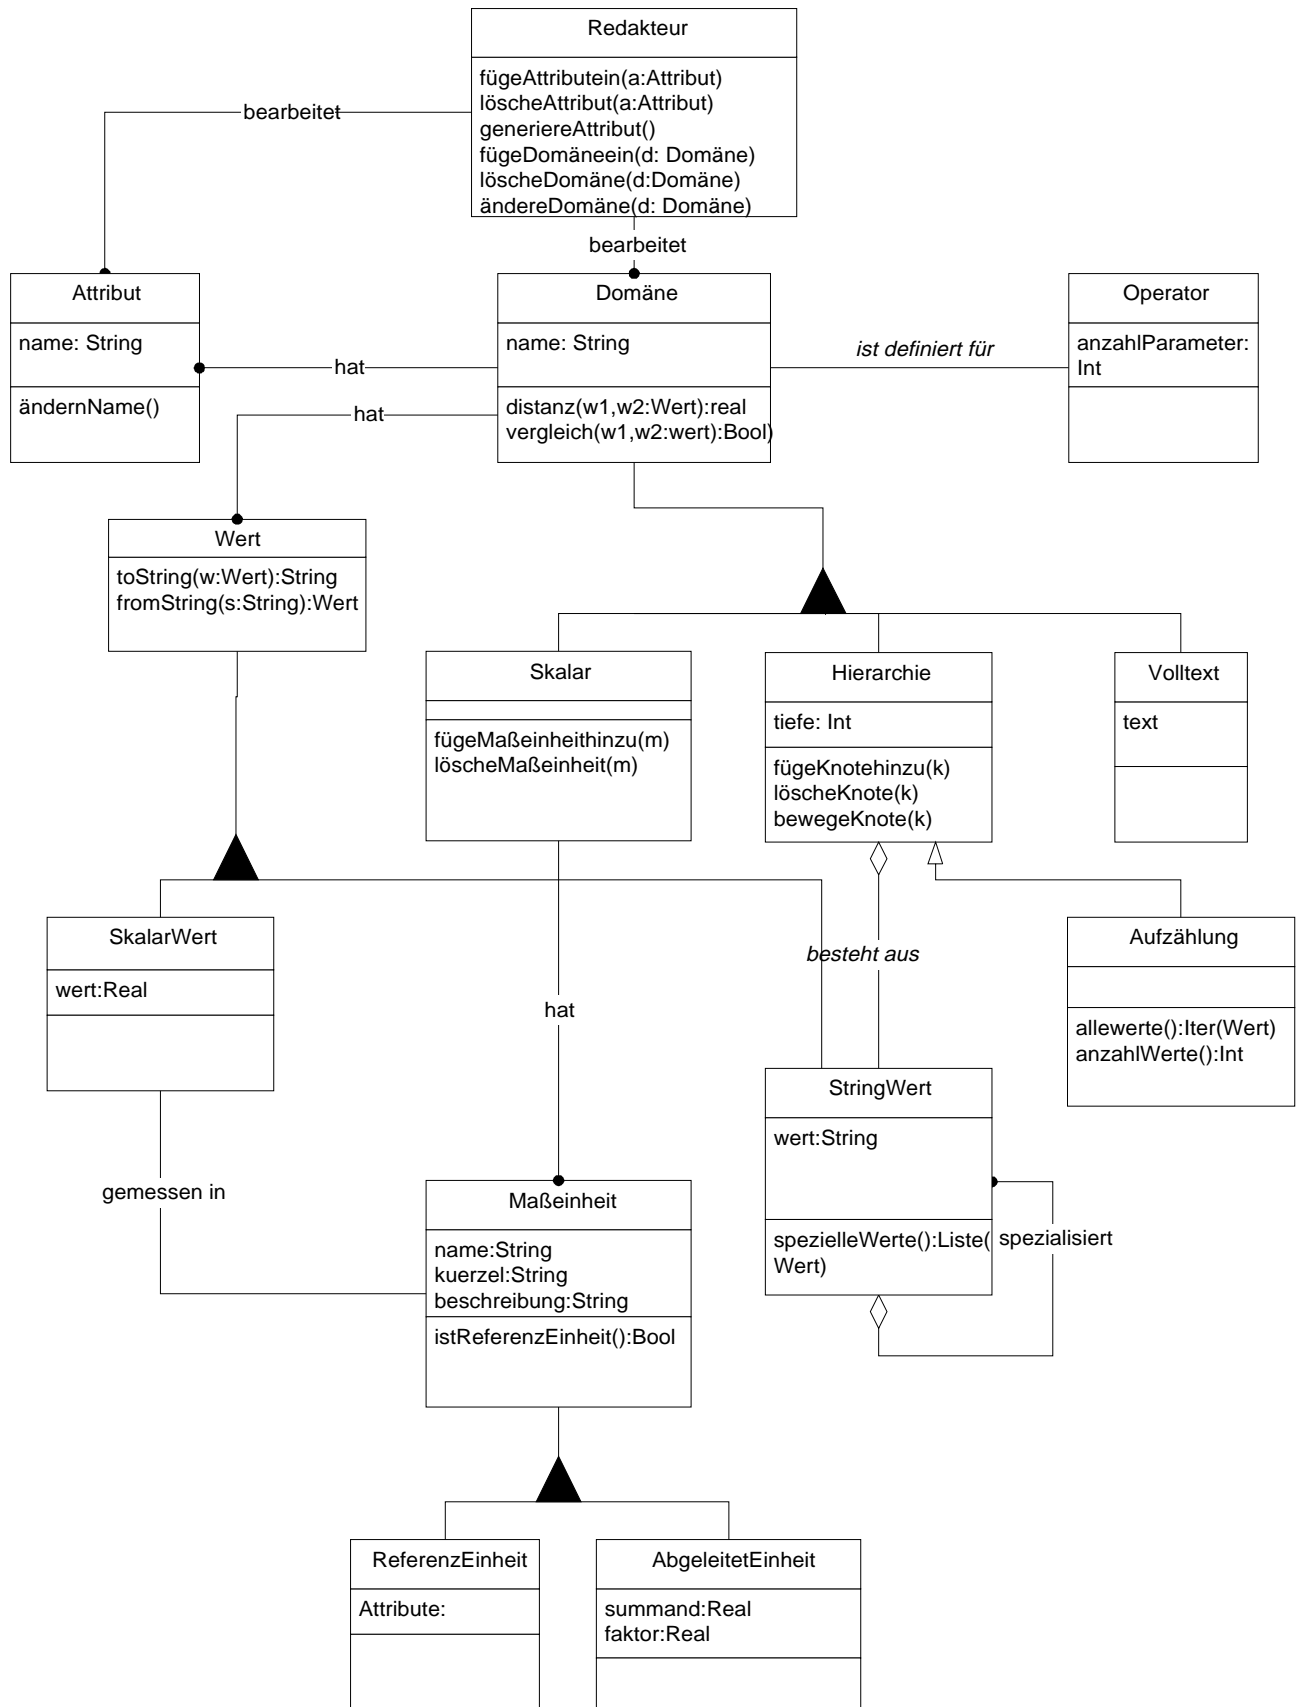 Redakteur
fügeAttributein(a:Attribut)
löscheAttribut(a:Attribut)
generiereAttribut()
fügeDomäneein(d: Domäne)
löscheDomäne(d:Domäne)
ändereDomäne(d: Domäne)
bearbeitet
bearbeitet
Attribut
name: String
ändernName()
hat
hat
Domäne
name: String
distanz(w1,w2:Wert):real
vergleich(w1,w2:wert):Bool)
ist definiert für
Operator
anzahlParameter:
Int
Wert
toString(w:Wert):String
fromString(s:String):Wert
Skalar
fügeMaßeinheithinzu(m)
löscheMaßeinheit(m)
Hierarchie
tiefe: Int
fügeKnotehinzu(k)
löscheKnote(k)
bewegeKnote(k)
Volltext
text
SkalarWert
wert:Real
hat
besteht aus
Aufzählung
allewerte():Iter(Wert)
anzahlWerte():Int
StringWert
wert:String
spezielleWerte():Liste(
Wert)
spezialisiert
gemessen in
Maßeinheit
name:String
kuerzel:String
beschreibung:String
istReferenzEinheit():Bool
ReferenzEinheit
Attribute:
AbgeleitetEinheit
summand:Real
faktor:Real